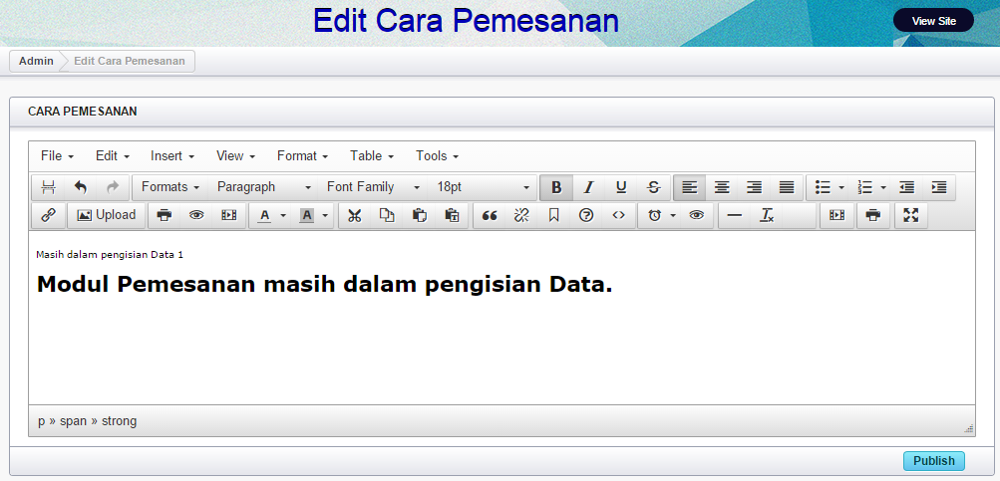 Edit Cara Pemesanan
View Site
Admin Edit Cara Pemesanan
CARA PEMESANAN
File Edit Insert View Format Table Tools
Formats Paragraph Font Family 18pt B I U S
Upload A A
Masih dalam pengisian Data 1
Modul Pemesanan masih dalam pengisian Data.
p » span » strong
Publish